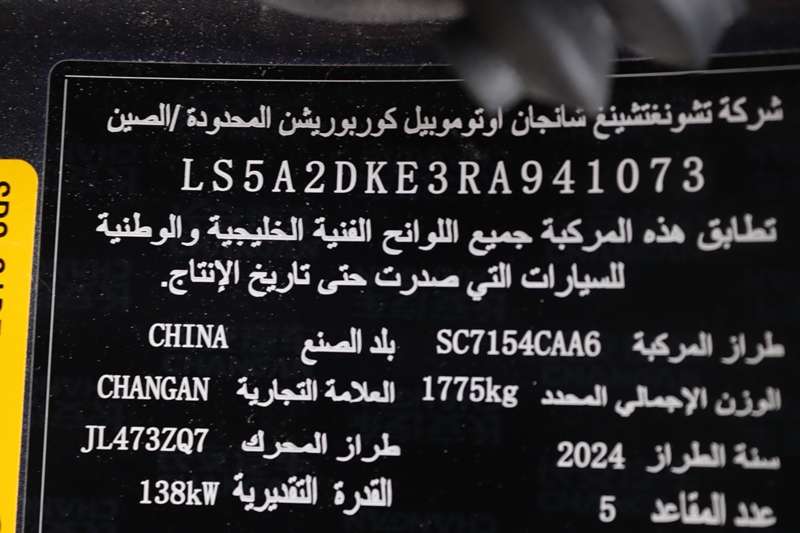 شركة تشونغتشينغ شانجان اوتوموبيل كوربوريشن المحدودة /الصين
LS5A2DKE3RA941073
تطابق هذه المركبة جميع اللوانح الفنية الخليجية والوطنية
للسيارات التي صدرت حتى تاريخ الإنتاج.
طراز المركبة SC7154CAA6 بلد الصنع CHINA
الوزن الإجمالي المحدد 1775kg العلامة التجارية CHANGAN
سنة الطراز 2024 طراز المحرك JL473ZQ7
عدد المقاعد 5 القدرة التقديرية 138kW